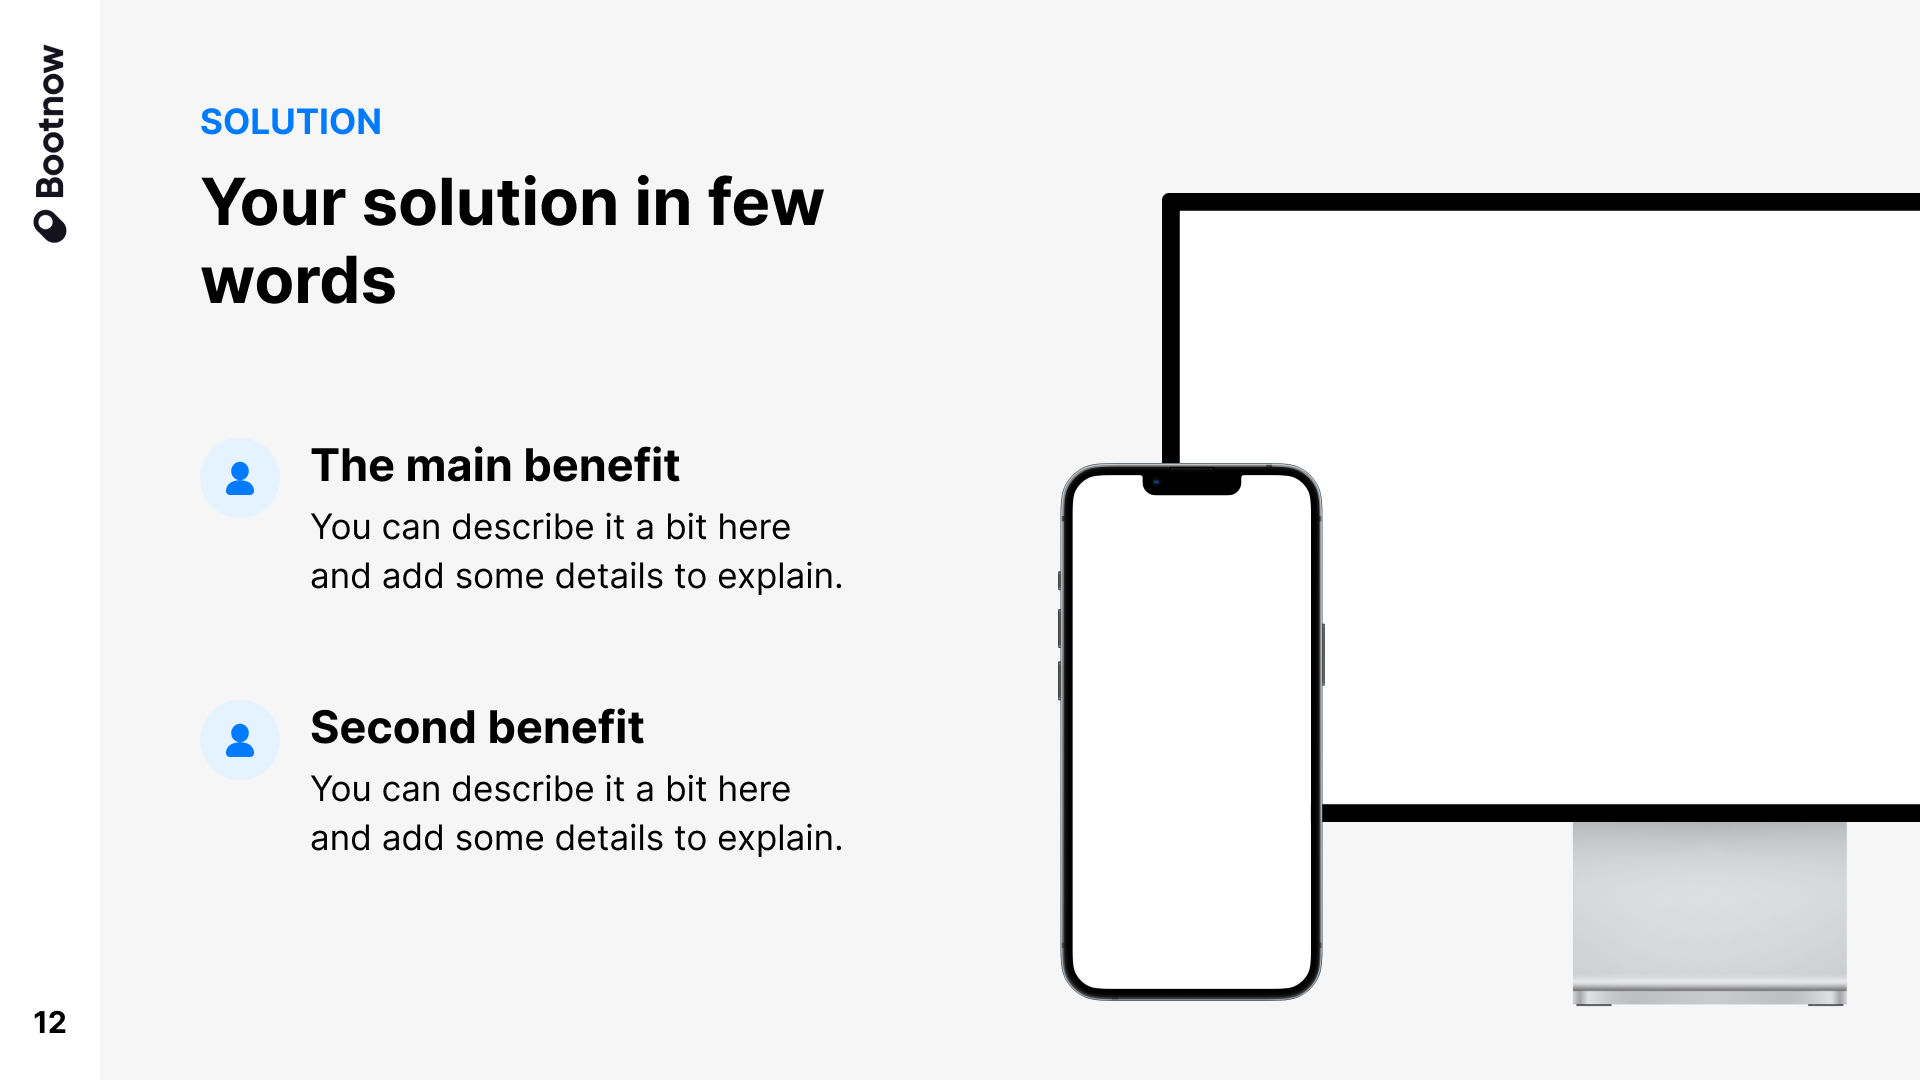 Bootnow
SOLUTION
Your solution in few
words
The main benefit
You can describe it a bit here
and add some details to explain.
Second benefit
You can describe it a bit here
and add some details to explain.
12